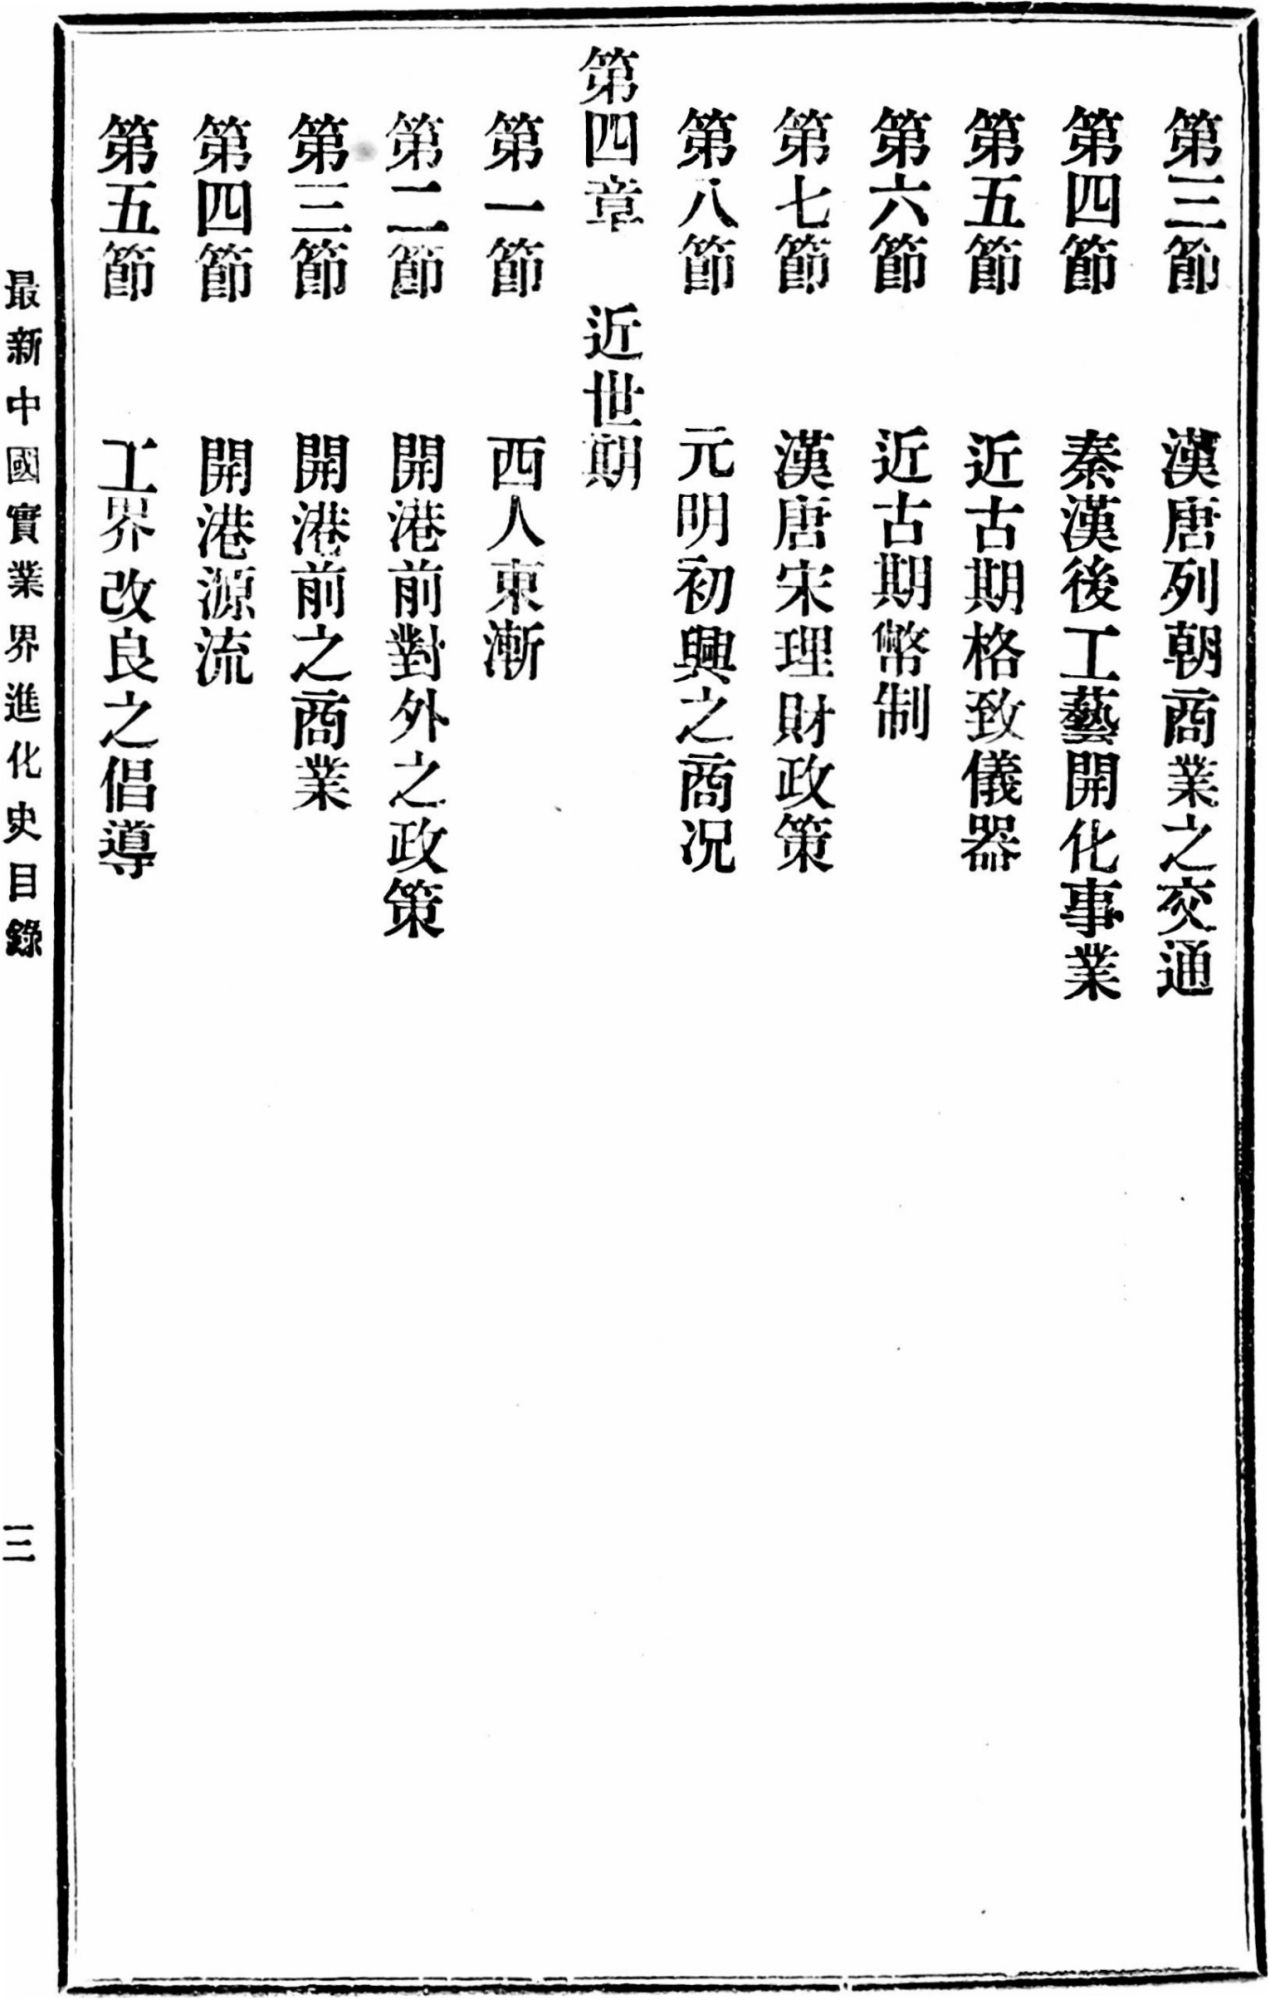 第三節　漢唐列朝商業之交通
第四節　秦漢後工藝開化事業
第五節　近古期格致儀器
第六節　近古期幣制
第七節　漢唐宋理財政策
第八節　元明初興之商况
第四章　近世期
第一節　西人東漸
第二節　開港前對外之政策
第三節　開港前之商業
第四節　開港源流
第五節　工界改良之倡導
最新中國實業界進化史目錄　三